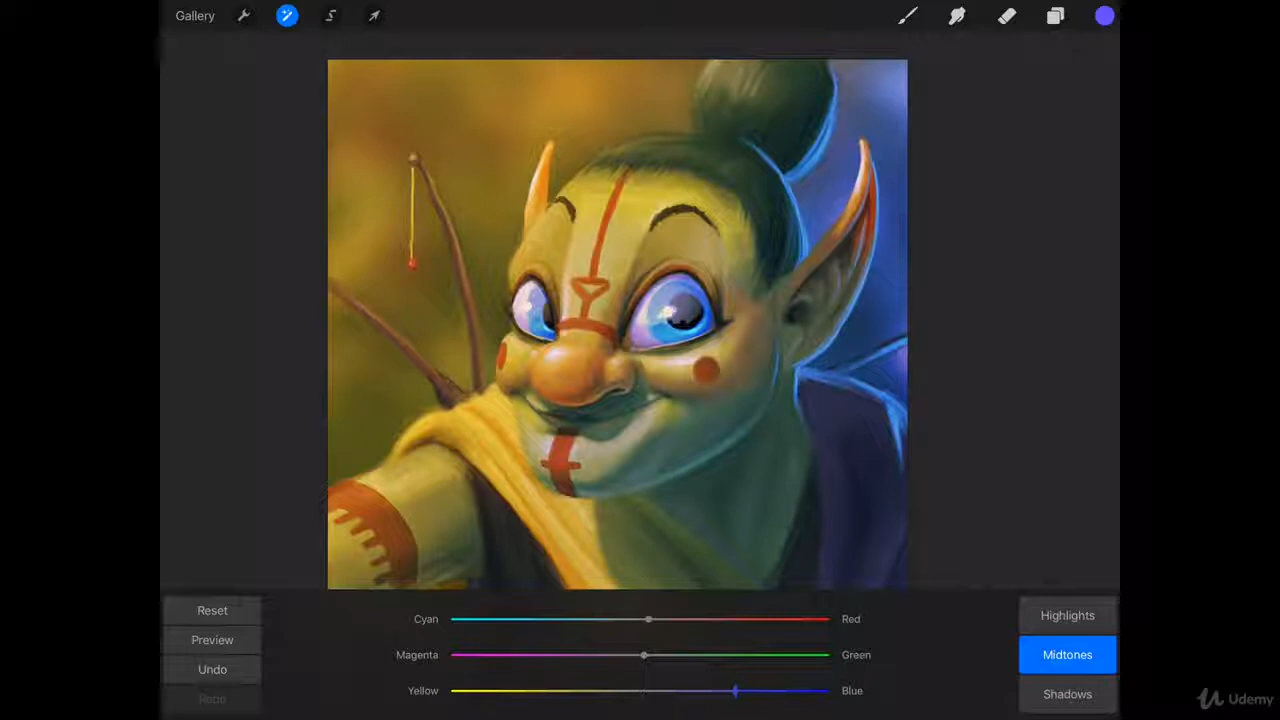 Gallery
Reset
Preview
Undo
Redo
Cyan
Red
Magenta
Green
Yellow
Blue
Highlights
Midtones
Shadows
Udemy